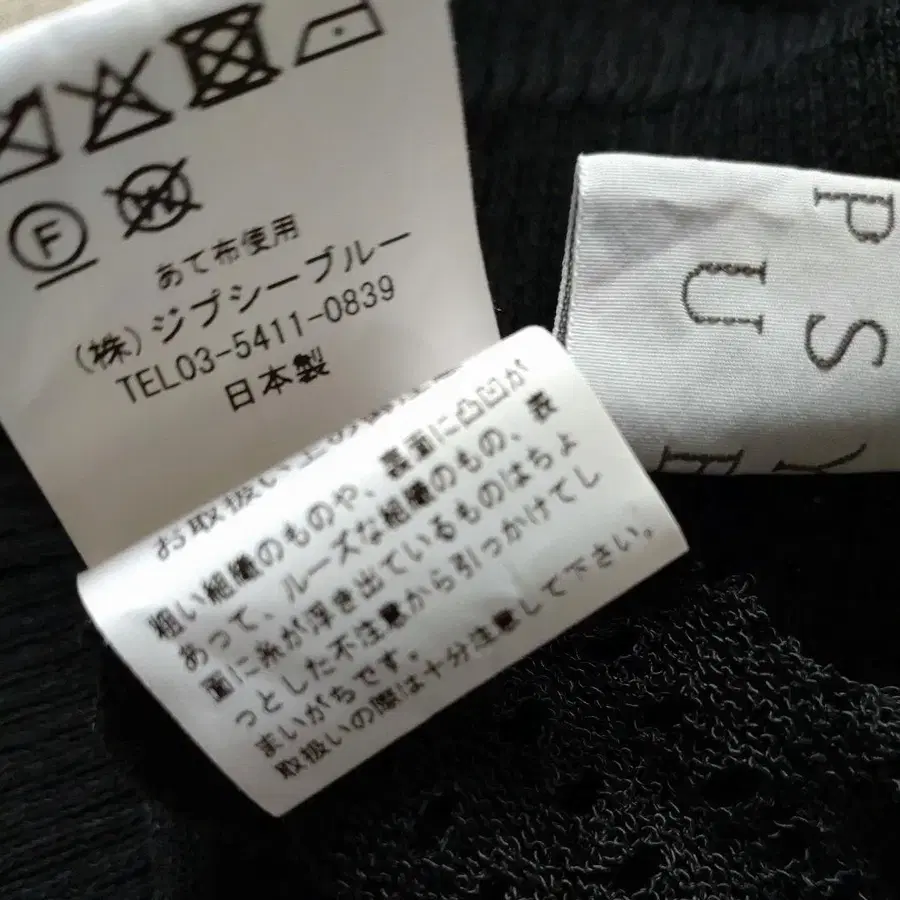 F
W
あて布使用
(株)ジプシーブルー
TEL03-5411-0839
日本製
お取扱い上の
粗い組織のものや、裏面に凸凹が
あって、ルーズな組織のもの、表
面に糸が浮き出ているものはちょ
っとした不注意から引っかけてし
まいがちです。
取扱いの際は十分注意して下さい。
PSY
U